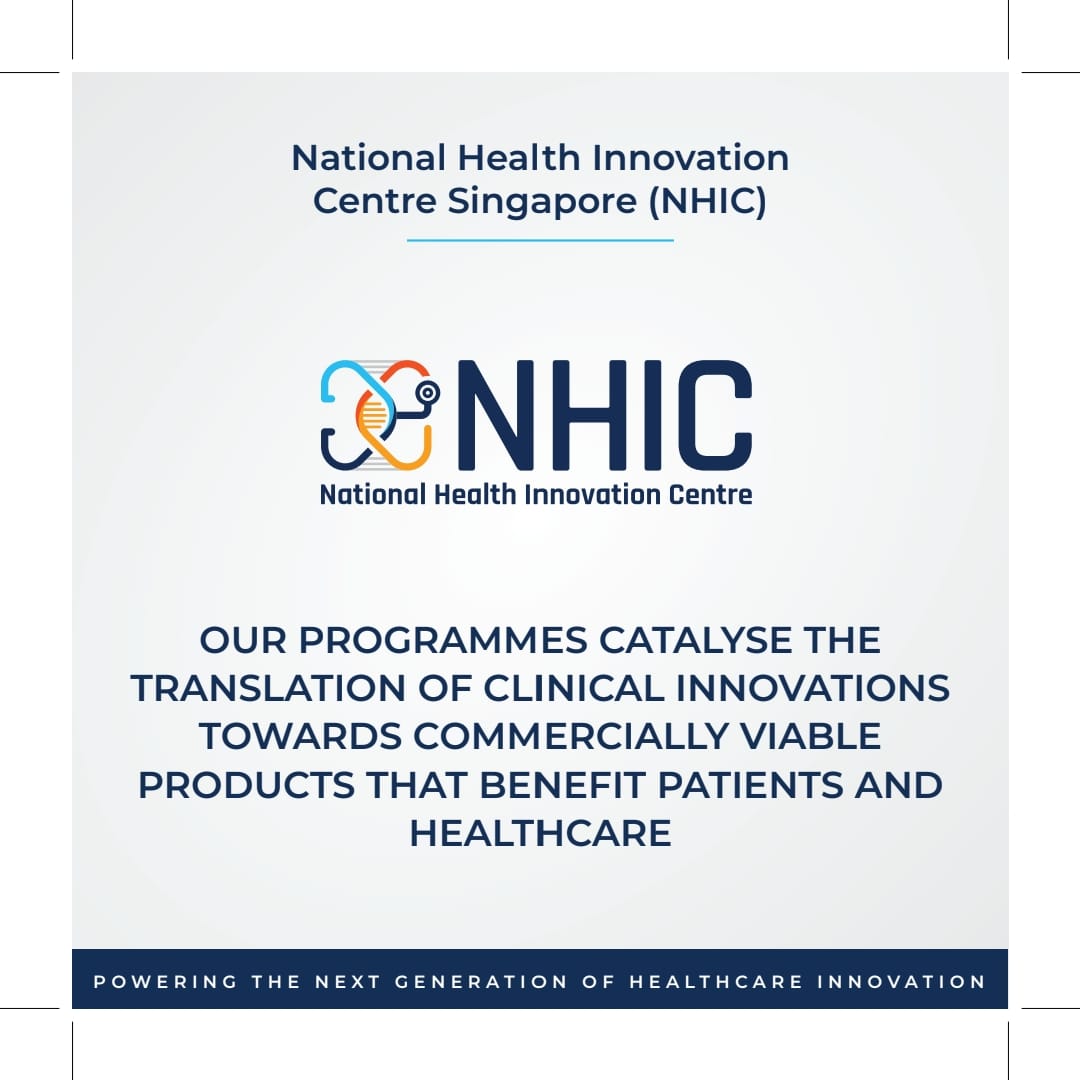 National Health Innovation
Centre Singapore (NHIC)
NHIC
National Health Innovation Centre
OUR PROGRAMMES CATALYSE THE
TRANSLATION OF CLINICAL INNOVATIONS
TOWARDS COMMERCIALLY VIABLE
PRODUCTS THAT BENEFIT PATIENTS AND
HEALTHCARE
POWERING THE NEXT GENERATION OF HEALTHCARE INNOVATION